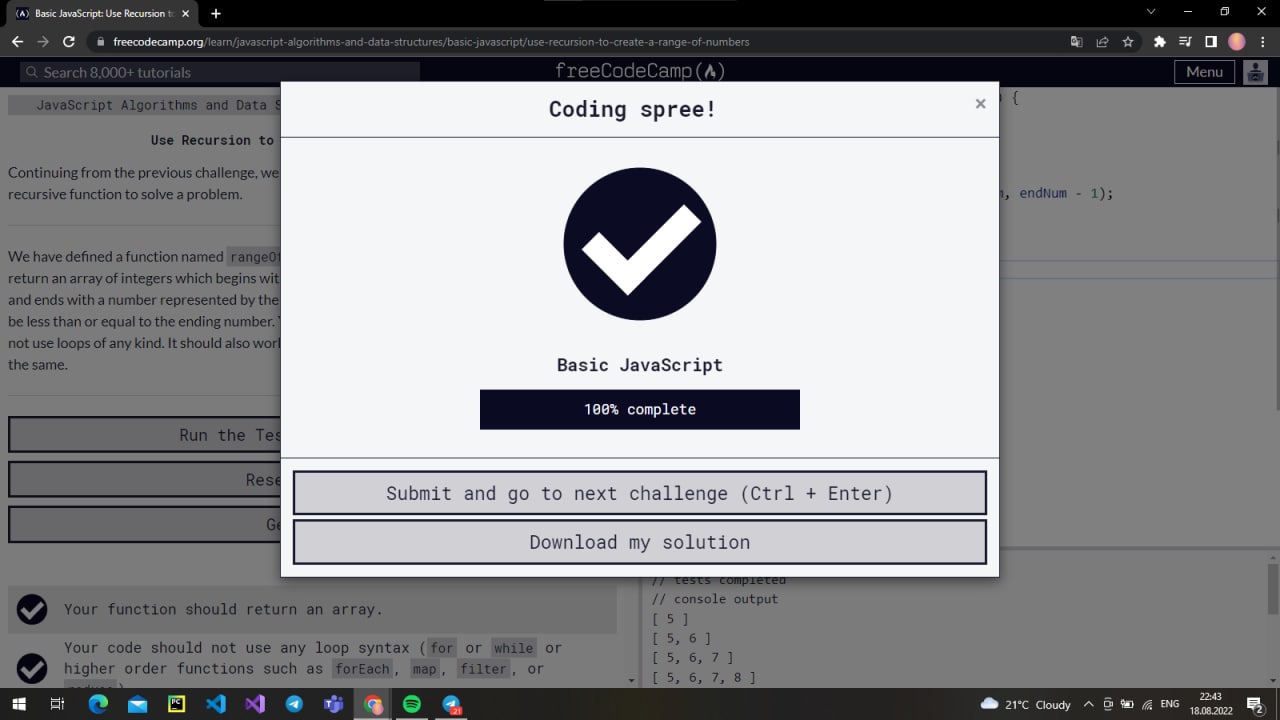 Basic JavaScript: Use Recursion to
freecodecamp.org/learn/javascript-algorithms-and-data-structures/basic-javascript/use-recursion-to-create-a-range-of-numbers
Search 8,000+ tutorials
freeCodeCamp
Menu
JavaScript Algorithms and Data S
{
Coding spree!
×
Use Recursion to
Continuing from the previous challenge, we
recursive function to solve a problem.
, endNum - 1);
We have defined a function named rangeOf
return an array of integers which begins wit
and ends with a number represented by the
be less than or equal to the ending number.
not use loops of any kind. It should also worl
the same.
Basic JavaScript
100% complete
Run the Tes
Rese
Ge
Submit and go to next challenge (Ctrl + Enter)
Download my solution
Your function should return an array.
Your code should not use any loop syntax (for or while or
higher order functions such as forEach, map, filter, or
// tests completed
// console output
[ 5 ]
[ 5, 6 ]
[ 5, 6, 7 ]
[ 5, 6, 7, 8 ]
PC
21
21°C Cloudy
ENG
22:43
18.08.2022
2